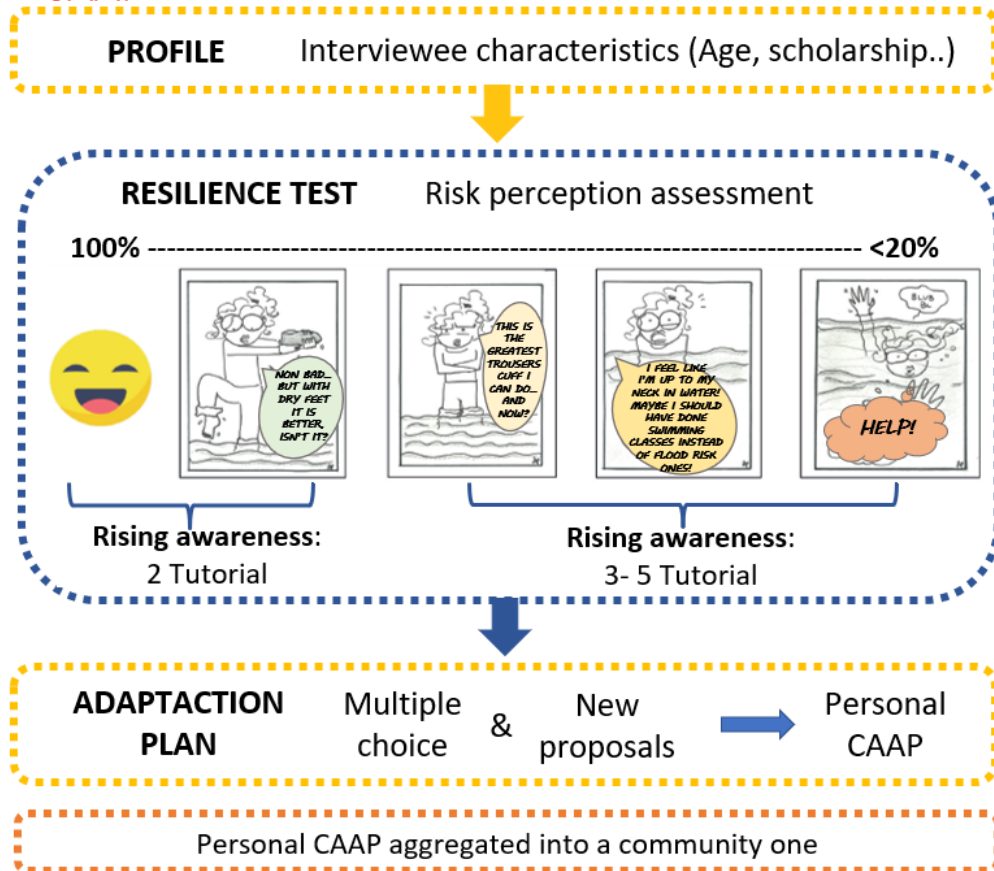 PROFILE Interviewee characteristics (Age, scholarship..)
RESILIENCE TEST Risk perception assessment
100% <20%
NON BAD...
BUT WITH
DRY FEET
IT IS
BETTER,
ISN'T IT?
THIS IS
THE
GREATEST
TROUSERS
CUFF I
CAN DO...
AND
NOW?
I FEEL LIKE
I'M UP TO MY
NECK IN WATER!
MAYBE I SHOULD
HAVE DONE
SWIMMING
CLASSES INSTEAD
OF FLOOD RISK
ONES!
BLUB
BL
HELP!
Rising awareness:
2 Tutorial
Rising awareness:
3- 5 Tutorial
ADAPTACTION
PLAN
Multiple
choice
&
New
proposals
Personal
CAAP
Personal CAAP aggregated into a community one